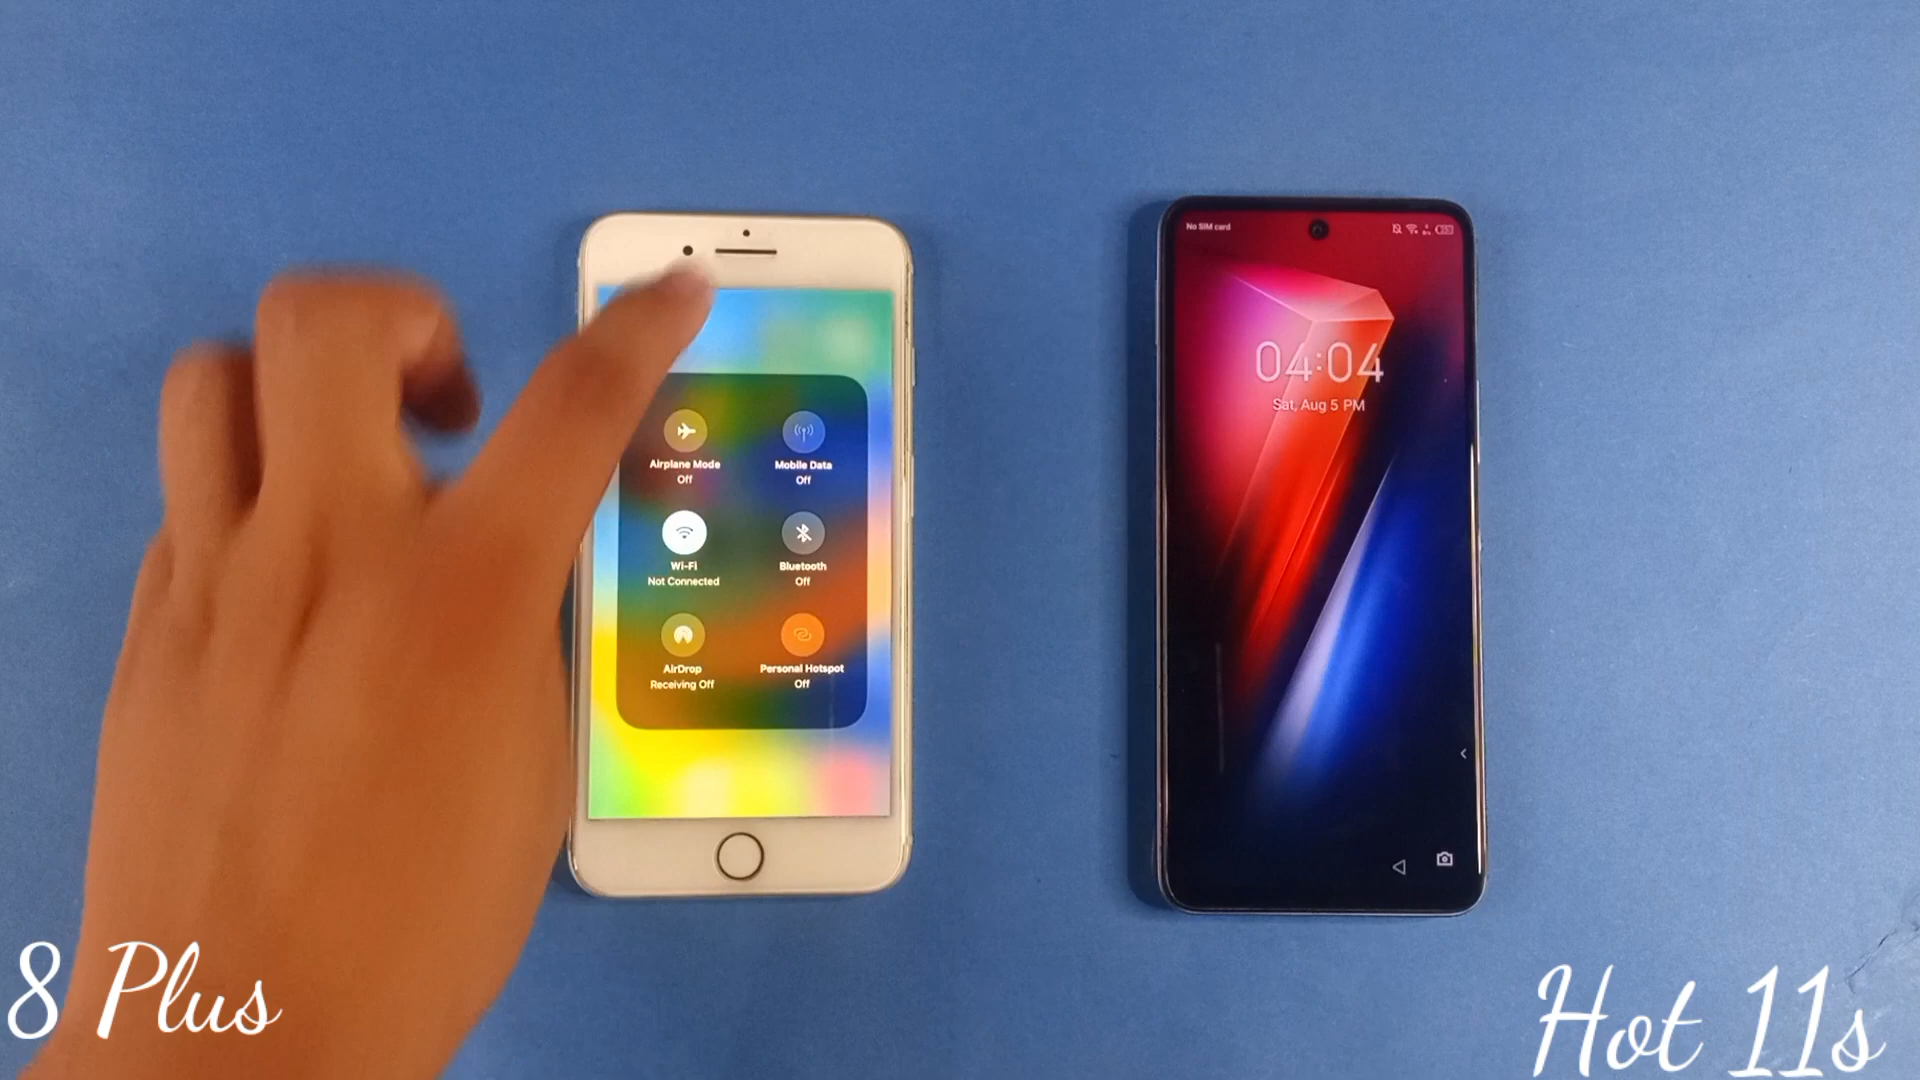 No SIM card
04:04
Sat, Aug 5 PM
Airplane Mode
Off
Mobile Data
Off
Wi-Fi
Not Connected
Bluetooth
Off
AirDrop
Receiving Off
Personal Hotspot
Off
8 Plus
Hot 11s